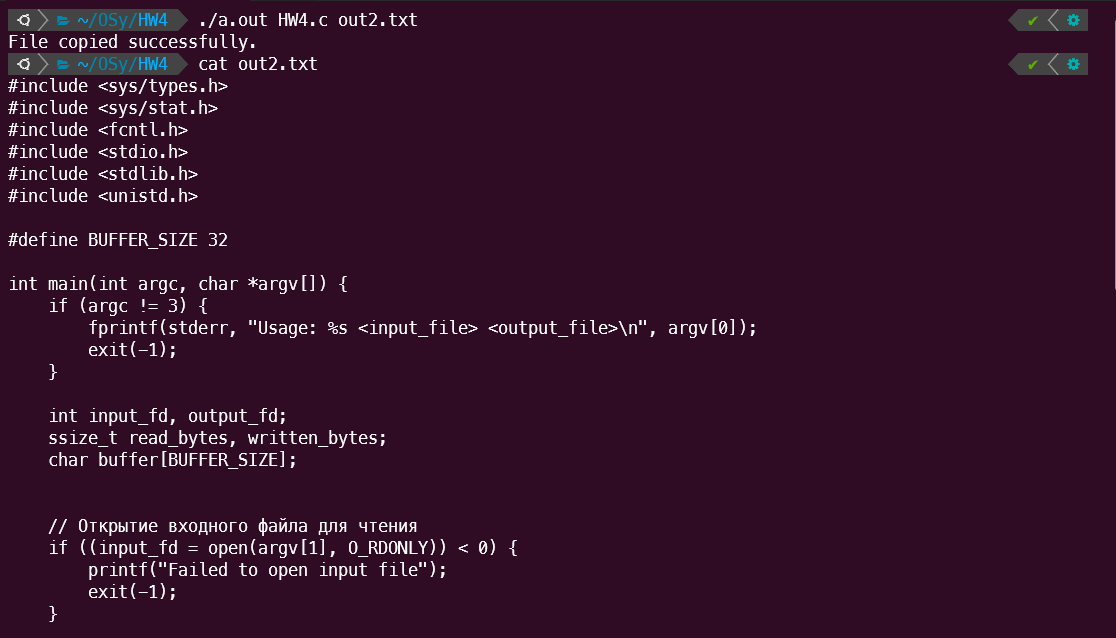 ~/OSy/HW4 ./a.out HW4.c out2.txt
File copied successfully.
~/OSy/HW4 cat out2.txt
#include <sys/types.h>
#include <sys/stat.h>
#include <fcntl.h>
#include <stdio.h>
#include <stdlib.h>
#include <unistd.h>
#define BUFFER_SIZE 32
int main(int argc, char *argv[]) {
    if (argc != 3) {
        fprintf(stderr, "Usage: %s <input_file> <output_file>\n", argv[0]);
        exit(-1);
    }
    int input_fd, output_fd;
    ssize_t read_bytes, written_bytes;
    char buffer[BUFFER_SIZE];
    // Открытие входного файла для чтения
    if ((input_fd = open(argv[1], O_RDONLY)) < 0) {
        printf("Failed to open input file");
        exit(-1);
    }